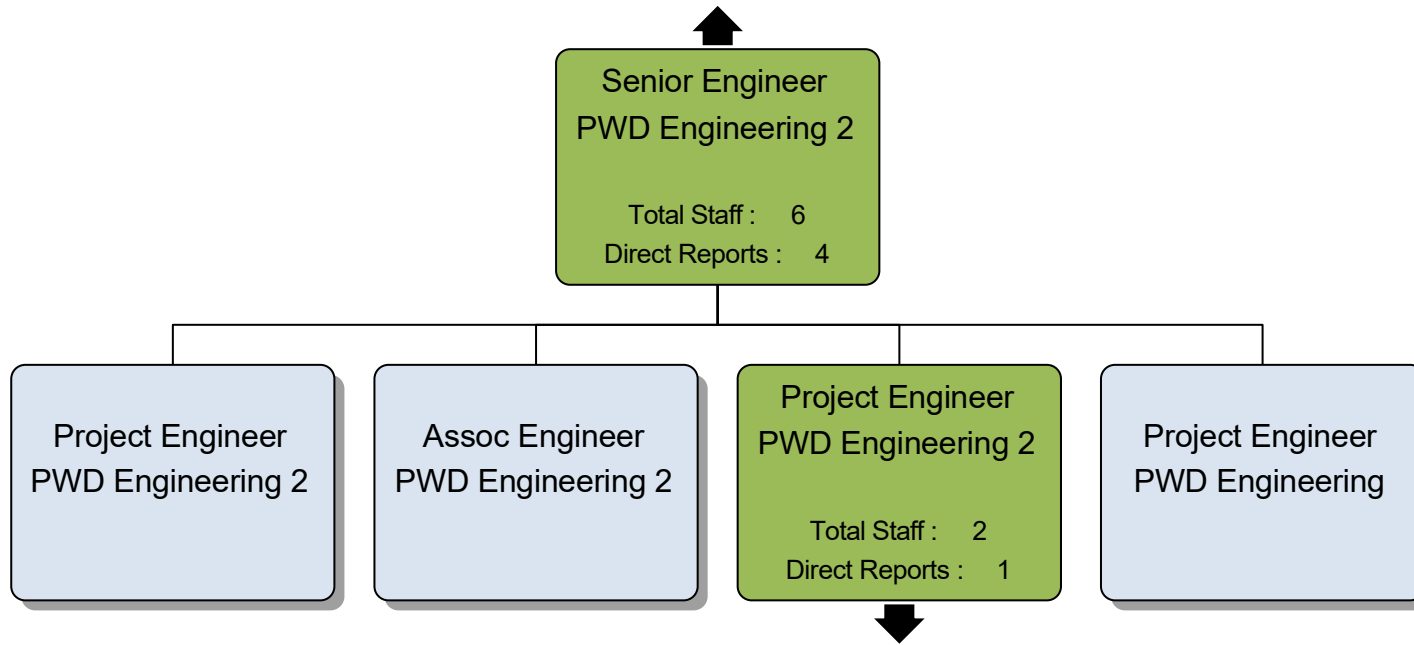 Senior Engineer
PWD Engineering 2
Total Staff : 6
Direct Reports : 4
Project Engineer
PWD Engineering 2
Assoc Engineer
PWD Engineering 2
Project Engineer
PWD Engineering 2
Total Staff : 2
Direct Reports : 1
Project Engineer
PWD Engineering